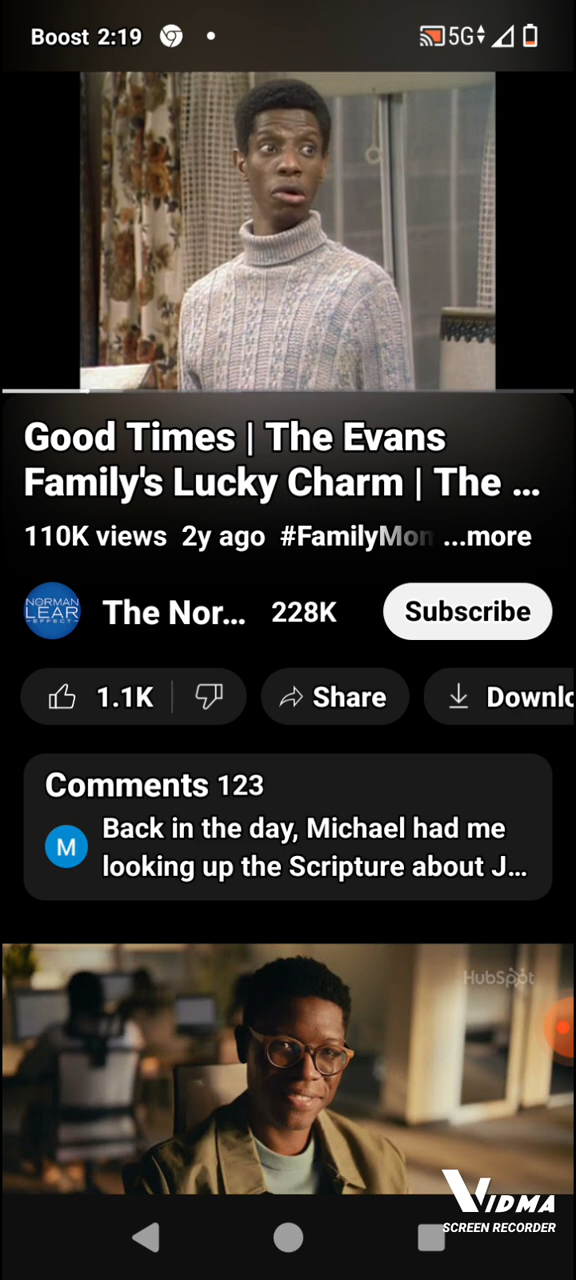 Boost 2:19 5G
Good Times | The Evans
Family's Lucky Charm | The ...
110K views 2y ago #FamilyMom ...more
NORMAN
LEAR
EFFECT
The Nor... 228K Subscribe
1.1K Share Downlo
Comments 123
M
Back in the day, Michael had me
looking up the Scripture about J...
HubSpot
VIDMA
SCREEN RECORDER